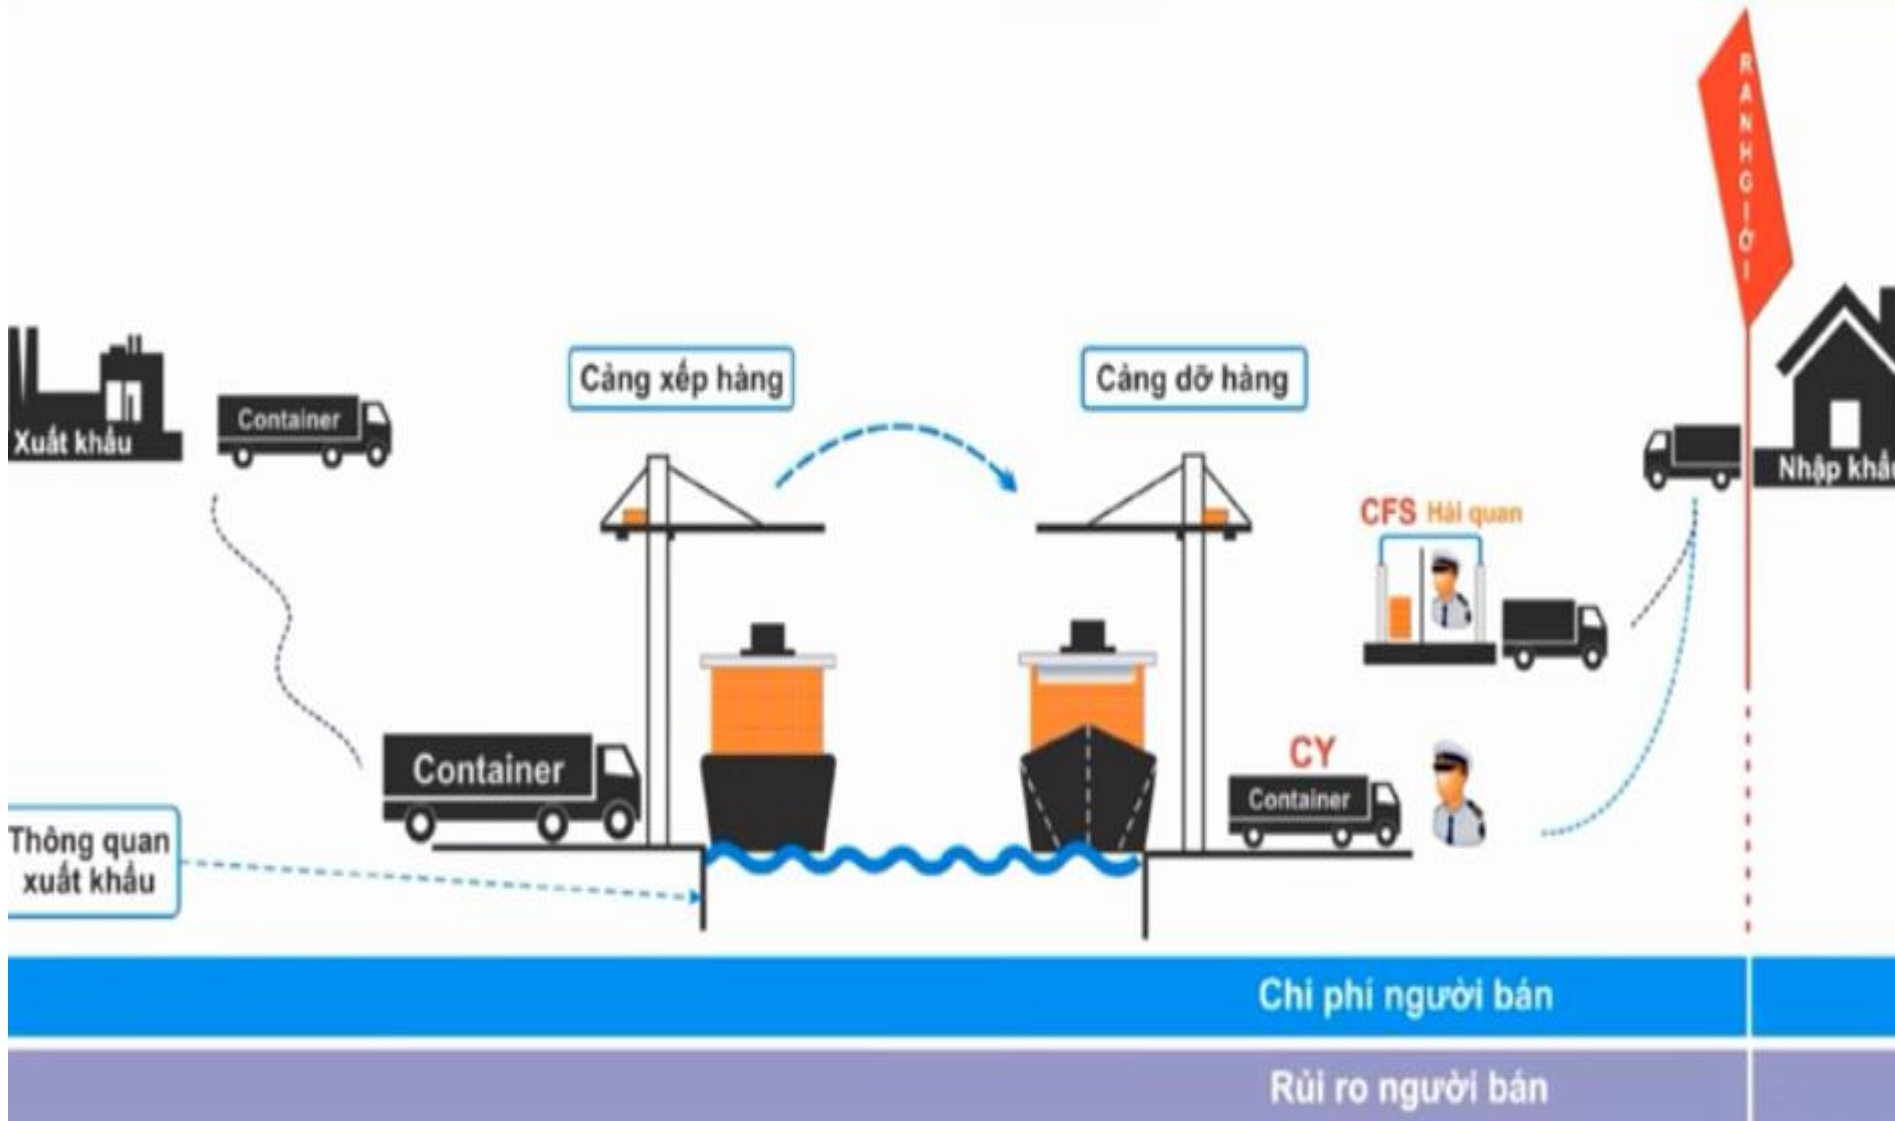 RANH GIỚI
Cảng xếp hàng
Cảng dỡ hàng
Container
Xuất khẩu
Nhập khẩu
CFS Hải quan
CY
Container
Container
Thông quan
xuất khẩu
Chi phí người bán
Rủi ro người bán